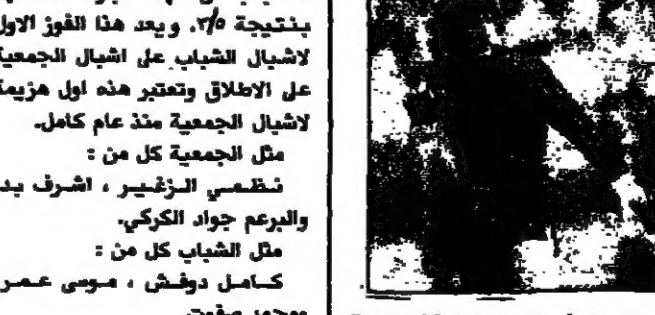 بنتيجة ٣/٥. ويعد هذا الفوز الاول
لاشبال الشباب على اشبال الجمعية
على الاطلاق وتعتبر هذه اول هزيمة
لاشبال الجمعية منذ عام كامل.
مثل الجمعية كل من :
نظمي الزغير ، اشرف بد
والبرعم جواد الكركي.
مثل الشباب كل من :
كامل دوفش ، موسى عمر